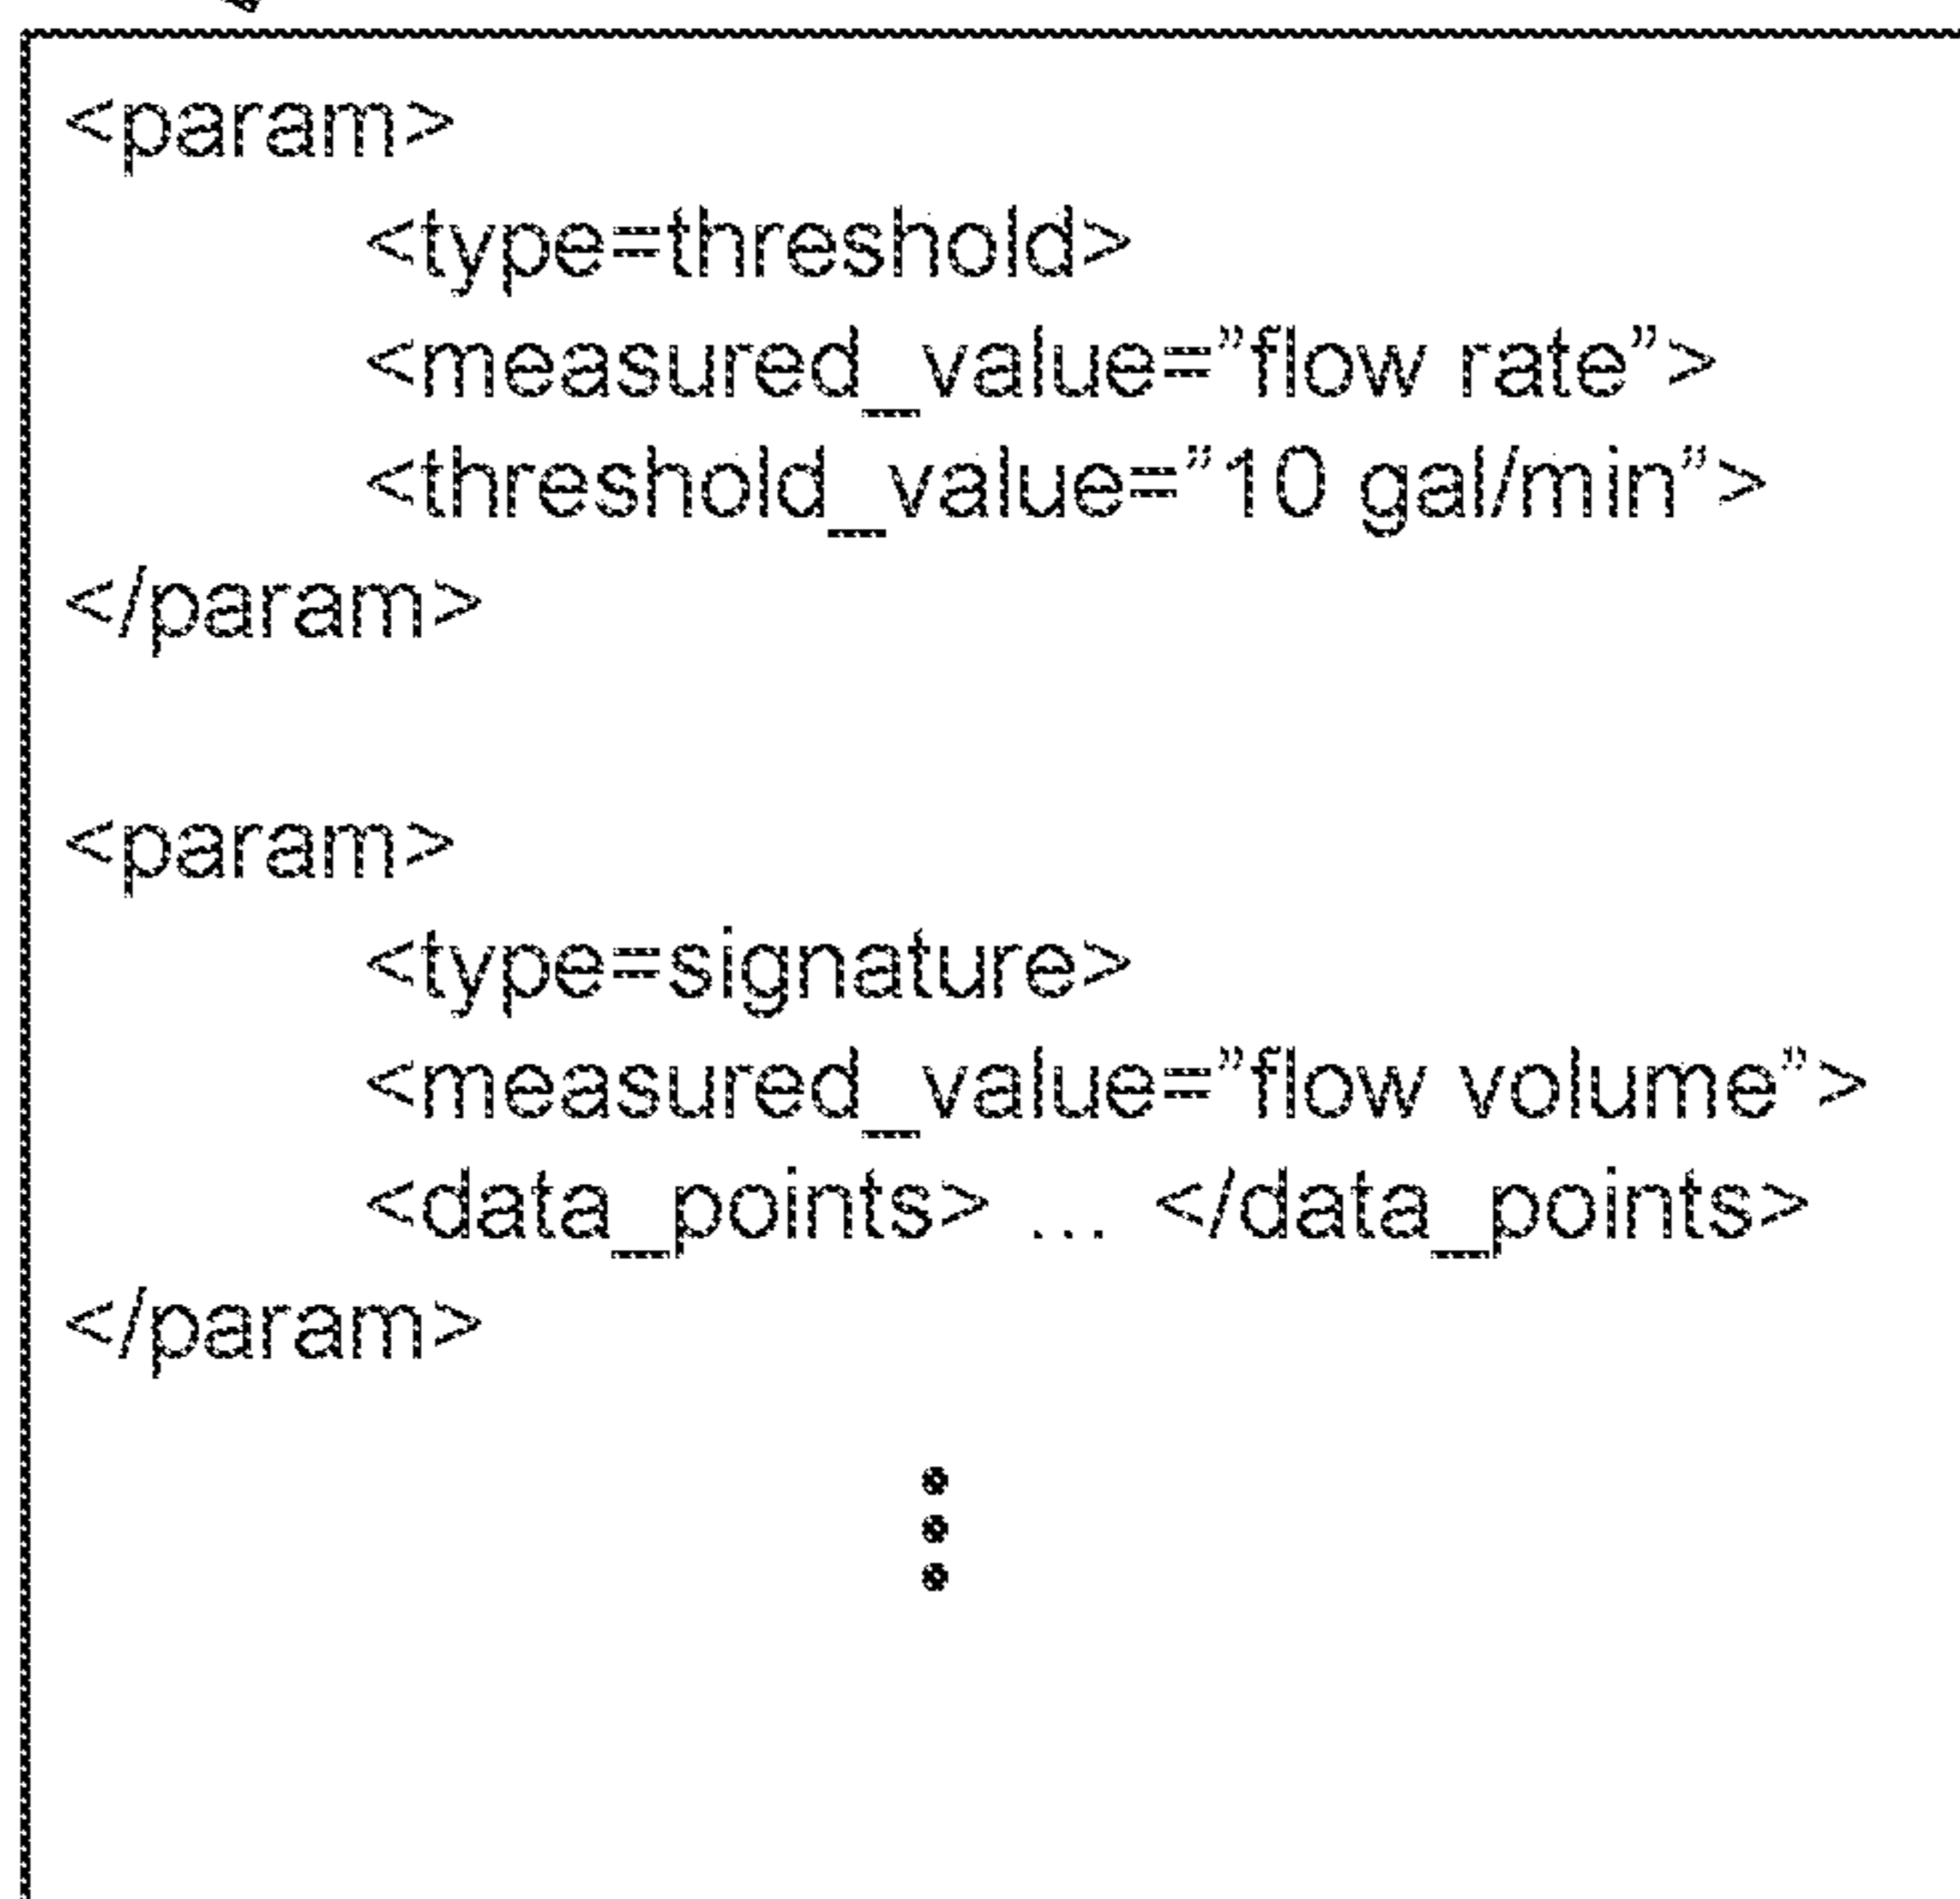 <param>
<type=threshold>
<measured_value=”flow rate”>
<threshold_value=”10 gal/min”>
</param>
<param>
<type=signature>
<measured_value=”flow volume”>
<data_points> ... </data_points>
</param>